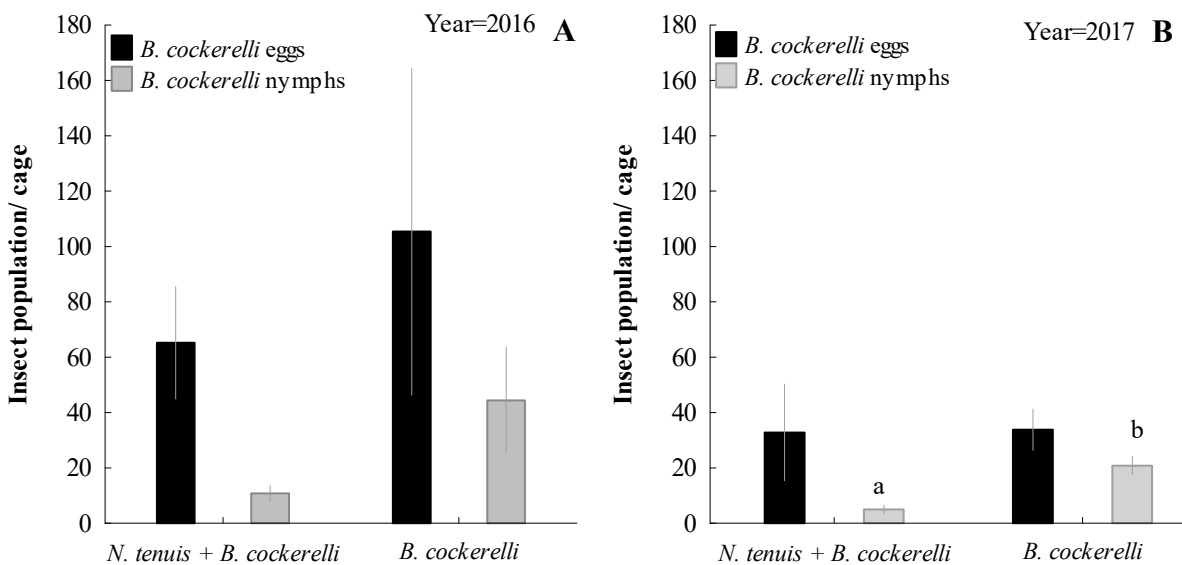 Year=2016 A
B. cockerelli eggs
B. cockerelli nymphs
Insect population/ cage
180
160
140
120
100
80
60
40
20
0
N. tenuis + B. cockerelli
B. cockerelli
Year=2017 B
B. cockerelli eggs
B. cockerelli nymphs
Insect population/ cage
180
160
140
120
100
80
60
40
20
0
a
b
N. tenuis + B. cockerelli
B. cockerelli